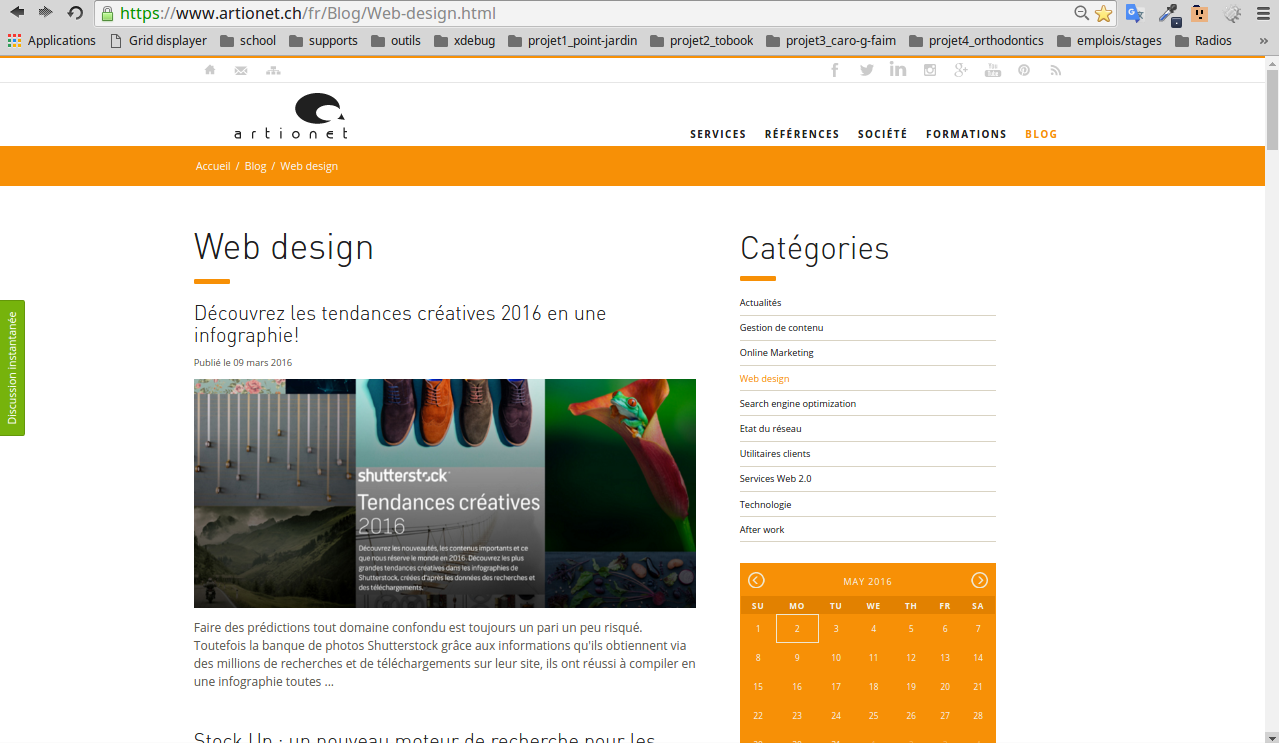 https://www.artionet.ch/fr/Blog/Web-design.html
Applications Grid displayer school supports outils xdebug projet1_point-jardin projet2_tobook projet3_caro-g-faim projet4_orthodontics emplois/stages Radios »
artionet
SERVICES RÉFÉRENCES SOCIÉTÉ FORMATIONS BLOG
Accueil / Blog / Web design
Discussion instantanée
Web design
Découvrez les tendances créatives 2016 en une
infographie!
Publié le 09 mars 2016
shutterstock
Tendances créatives
2016
Découvrez les nouveautés, les contenus importants et ce
que nous réserve le monde en 2016. Découvrez les plus
grandes tendances créatives dans les infographies de
Shutterstock, créées d'après les données des recherches et
des téléchargements.
Faire des prédictions tout domaine confondu est toujours un pari un peu risqué.
Toutefois la banque de photos Shutterstock grâce aux informations qu'ils obtiennent via
des millions de recherches et de téléchargements sur leur site, ils ont réussi à compiler en
une infographie toutes ...
Stock Up : un nouveau moteur de recherche pour les
Catégories
Actualités
Gestion de contenu
Online Marketing
Web design
Search engine optimization
Etat du réseau
Utilitaires clients
Services Web 2.0
Technologie
After work
MAY 2016
SU MO TU WE TH FR SA
1 2 3 4 5 6 7
8 9 10 11 12 13 14
15 16 17 18 19 20 21
22 23 24 25 26 27 28